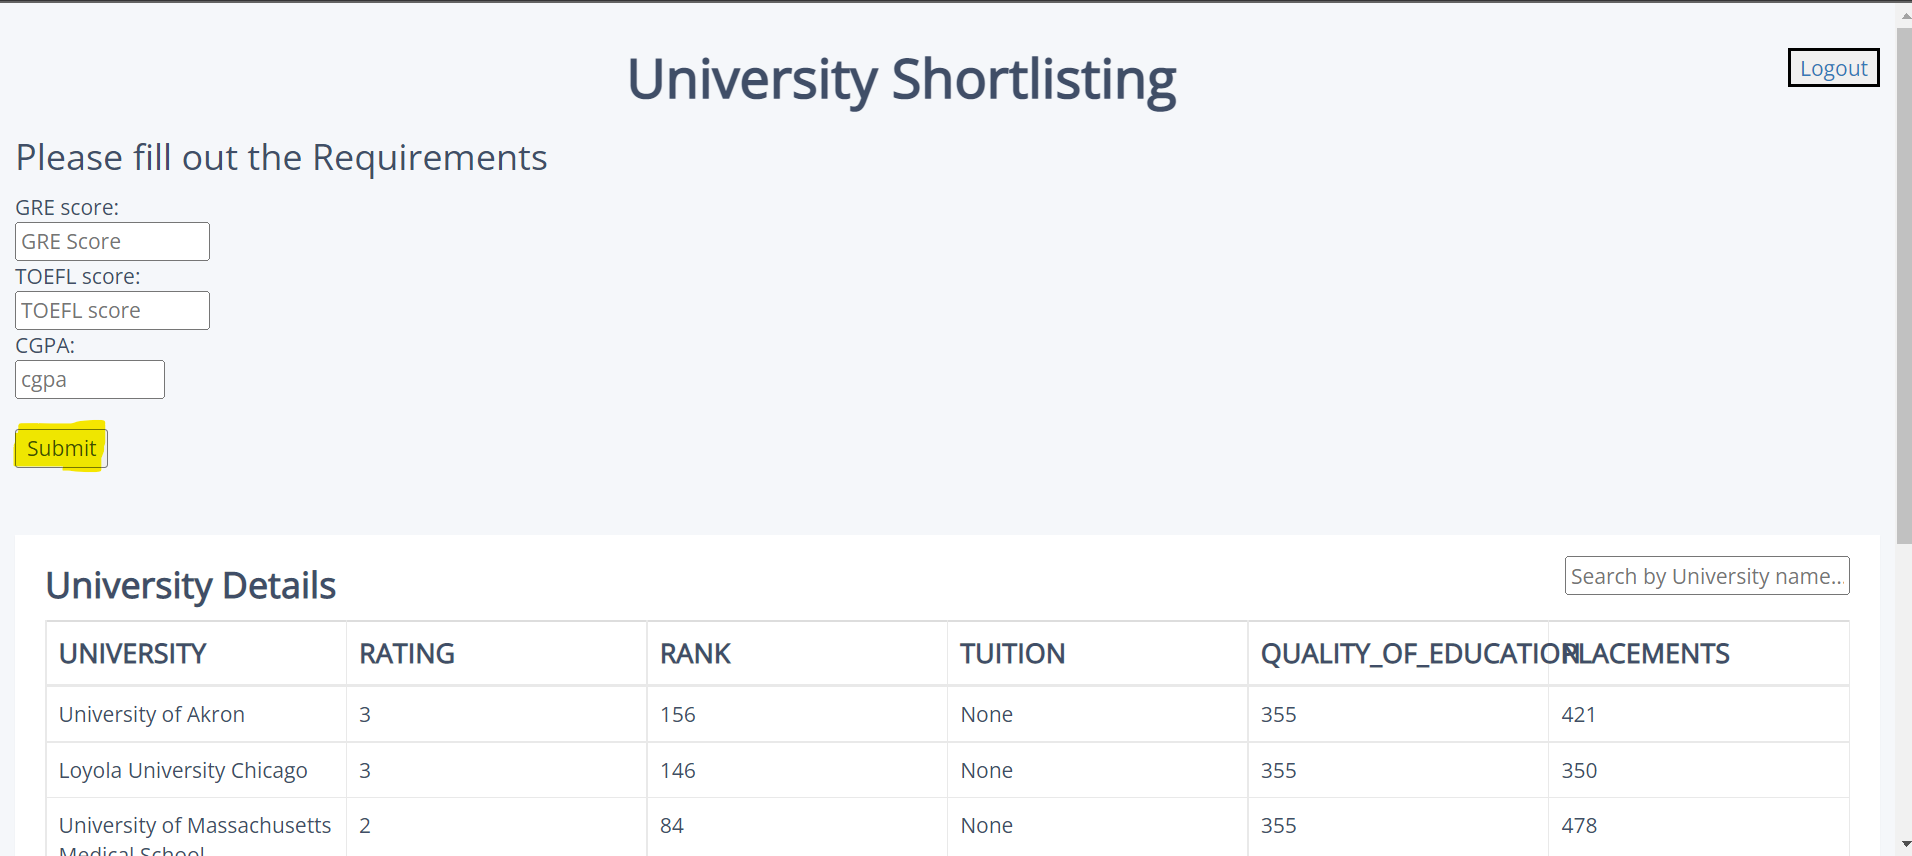 University Shortlisting
Logout
Please fill out the Requirements
GRE score:
GRE Score
TOEFL score:
TOEFL score
CGPA:
cgpa
Submit
University Details
Search by University name...
UNIVERSITY RATING RANK TUITION QUALITY_OF_EDUCATION PLACEMENTS
University of Akron 3 156 None 355 421
Loyola University Chicago 3 146 None 355 350
University of Massachusetts 2 84 None 355 478
Medical School